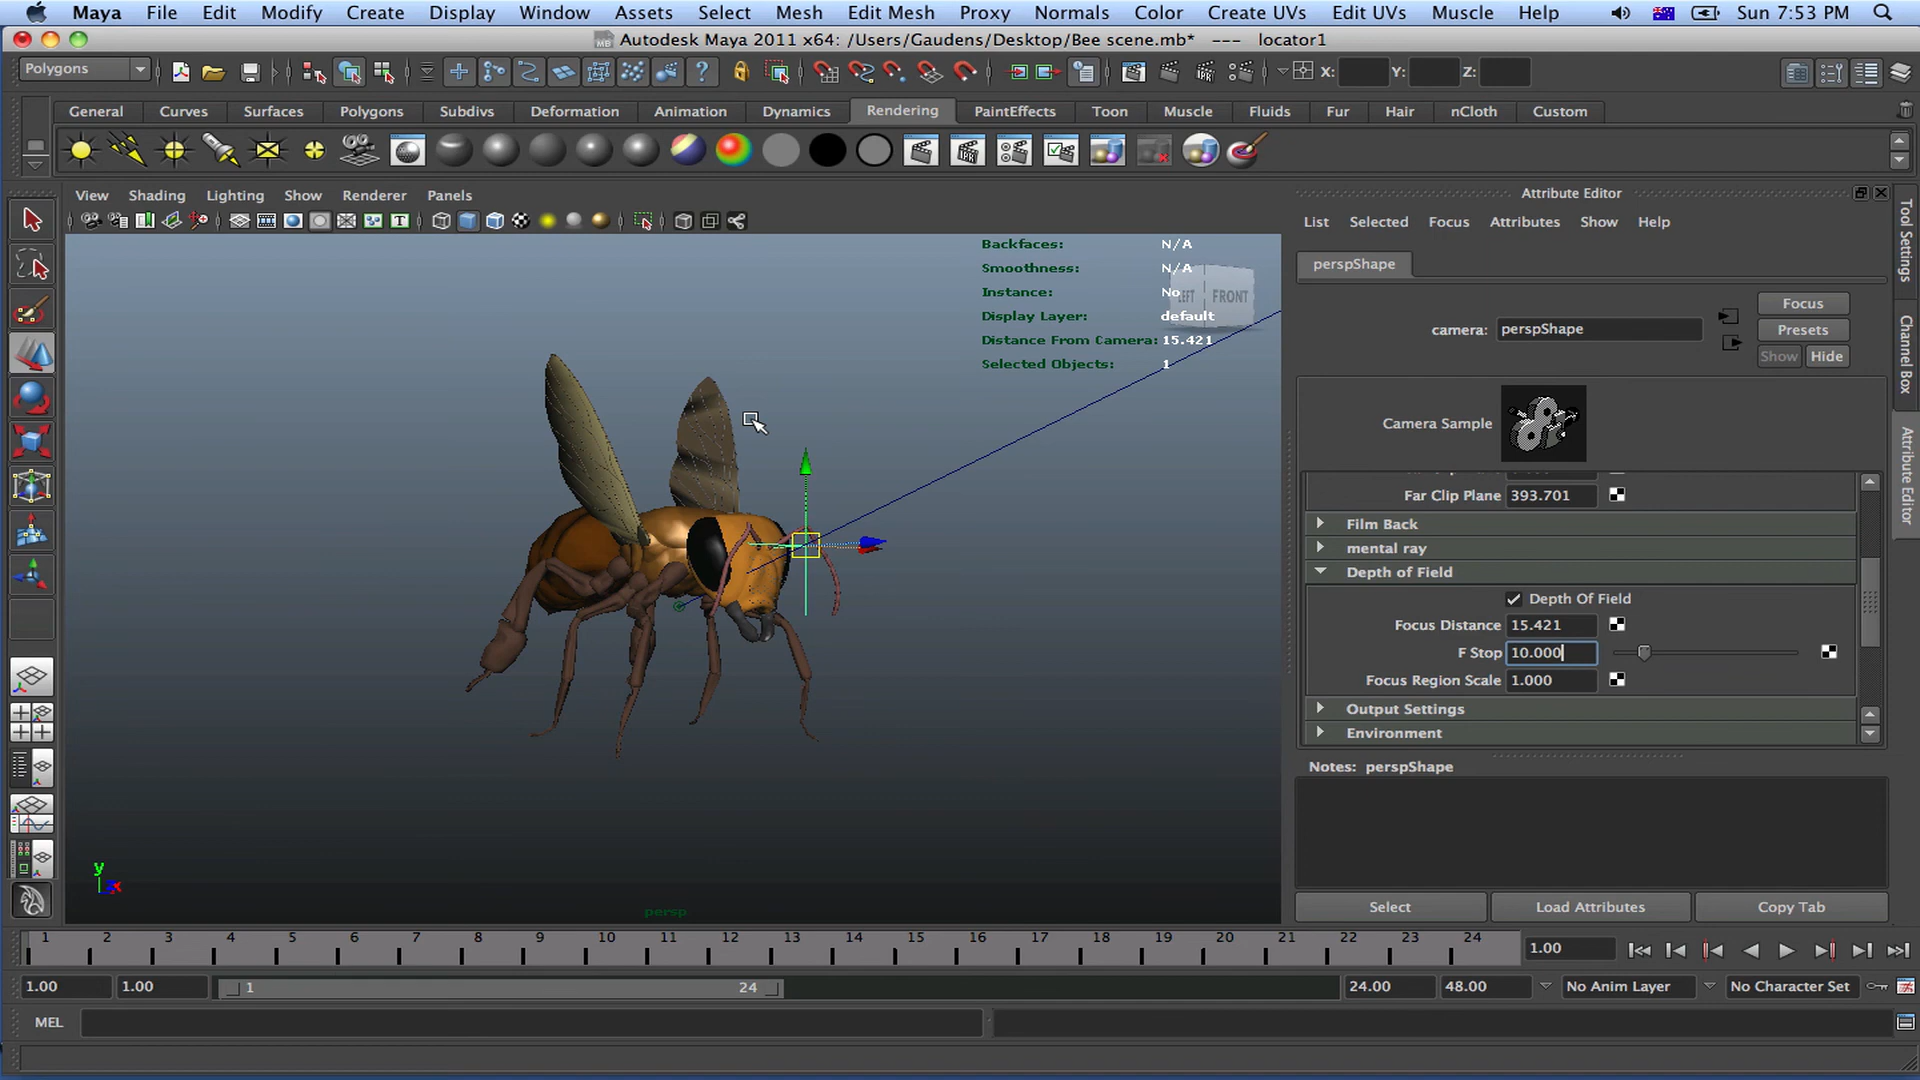 Maya File Edit Modify Create Display Window Assets Select Mesh Edit Mesh Proxy Normals Color Create UVs Edit UVs Muscle Help Sun 7:53 PM
Autodesk Maya 2011 x64: /Users/Gaudens/Desktop/Bee scene.mb* --- locator1
Polygons X: Y: Z:
General Curves Surfaces Polygons Subdivs Deformation Animation Dynamics Rendering PaintEffects Toon Muscle Fluids Fur Hair nCloth Custom
View Shading Lighting Show Renderer Panels
Backfaces: N/A
Smoothness: N/A
Instance: No
Display Layer: default
Distance From Camera: 15.421
Selected Objects: 1
LEFT FRONT
y
z x
persp
Attribute Editor
List Selected Focus Attributes Show Help
perspShape
camera: perspShape
Focus
Presets
Show Hide
Camera Sample
Far Clip Plane 393.701
Film Back
mental ray
Depth of Field
Depth Of Field
Focus Distance 15.421
F Stop 10.000
Focus Region Scale 1.000
Output Settings
Environment
Notes: perspShape
Select Load Attributes Copy Tab
Tool Settings
Channel Box
Attribute Editor
1 2 3 4 5 6 7 8 9 10 11 12 13 14 15 16 17 18 19 20 21 22 23 24 1.00
1.00 1.00 1 24 24.00 48.00 No Anim Layer No Character Set
MEL